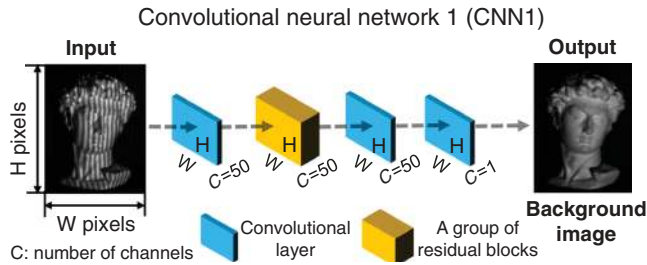 Convolutional neural network 1 (CNN1)
Input
Output
H pixels
W pixels
H
W
C=50
H
W
C=50
H
W
C=50
H
W
C=1
Background
image
C: number of channels
Convolutional
layer
A group of
residual blocks